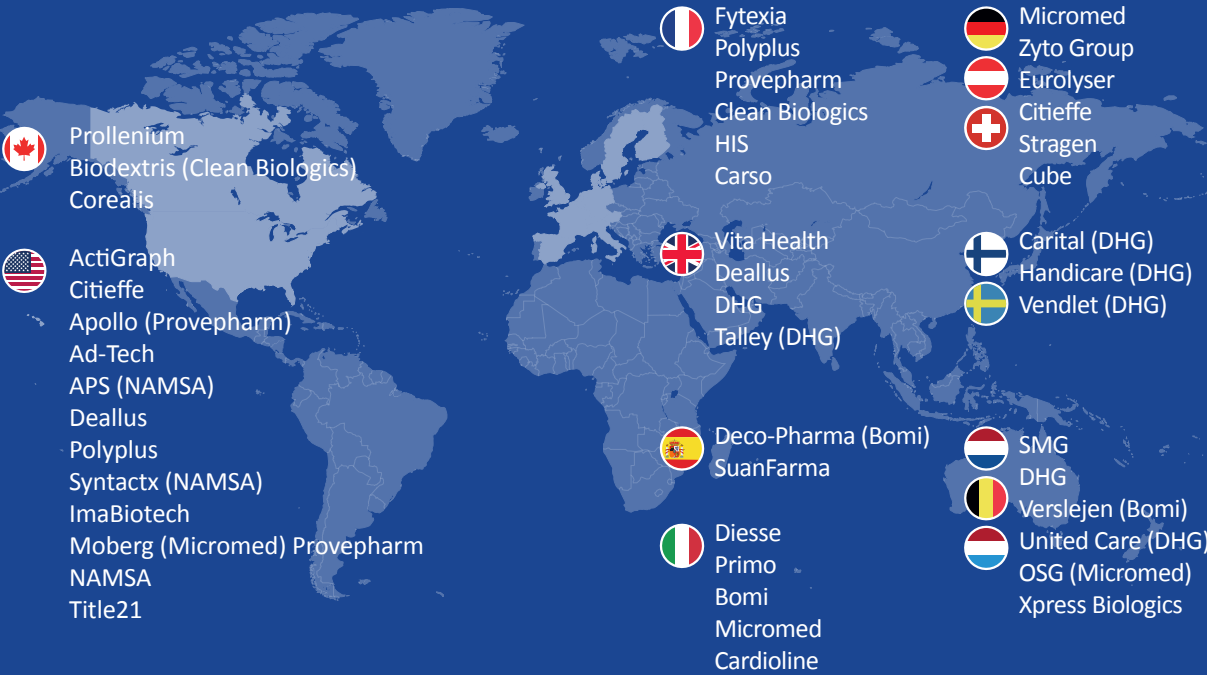 Prollenium
Biodextris (Clean Biologics)
Corealis
ActiGraph
Citieffe
Apollo (Provepharm)
Ad-Tech
APS (NAMSA)
Deallus
Polyplus
Syntactx (NAMSA)
ImaBiotech
Moberg (Micromed) Provepharm
NAMSA
Title21
Fytexia
Polyplus
Provepharm
Clean Biologics
HIS
Carso
Vita Health
Deallus
DHG
Talley (DHG)
Deco-Pharma (Bomi)
SuanFarma
Diesse
Primo
Bomi
Micromed
Cardioline
Micromed
Zyto Group
Eurolyser
Citieffe
Stragen
Cube
Carital (DHG)
Handicare (DHG)
Vendlet (DHG)
SMG
DHG
Verslejen (Bomi)
United Care (DHG)
OSG (Micromed)
Xpress Biologics